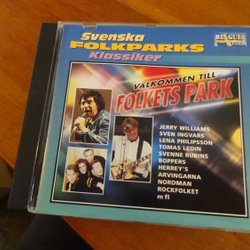 Svenska
FOLKPARKS
Klassiker
VÄLKOMMEN TILL
FOLKETS PARK
JERRY WILLIAMS
SVEN INGVARS
LENA PHILIPSSON
TOMAS LEDIN
SVENNE RUBINS
BOPPERS
HERREY'S
ARVINGARNA
NORDMAN
ROCKFOLKET
m fl